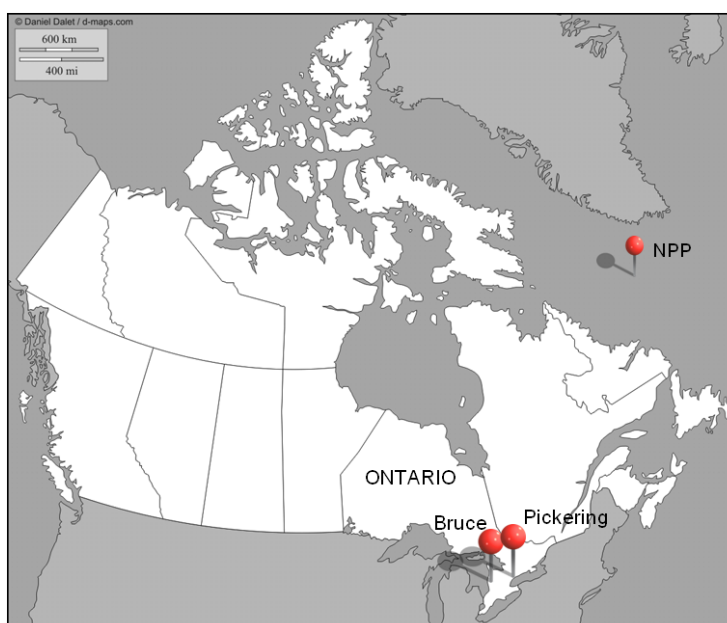 © Daniel Dalet / d-maps.com
600 km
400 mi
NPP
ONTARIO
Pickering
Bruce